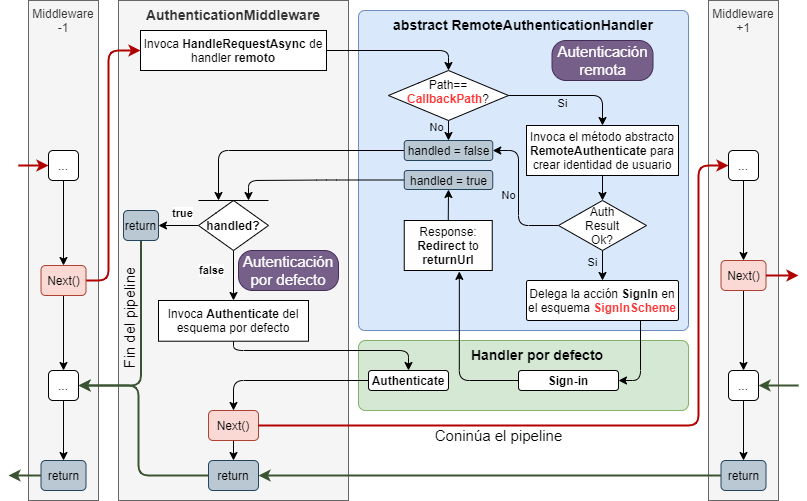 Middleware
-1
...
Next()
...
return
AuthenticationMiddleware
Invoca HandleRequestAsync de
handler remoto
true
return
handled?
false
Autenticación
por defecto
Fin del pipeline
Invoca Authenticate del
esquema por defecto
Next()
return
abstract RemoteAuthenticationHandler
Autenticación
remota
Path==
CallbackPath?
Si
No
Invoca el método abstracto
RemoteAuthenticate para
crear identidad de usuario
handled = false
handled = true
No
Auth
Result
Ok?
Si
Response:
Redirect to
returnUrl
Delega la acción SignIn en
el esquema SignInScheme
Handler por defecto
Authenticate
Sign-in
Coninúa el pipeline
Middleware
+1
...
Next()
...
return